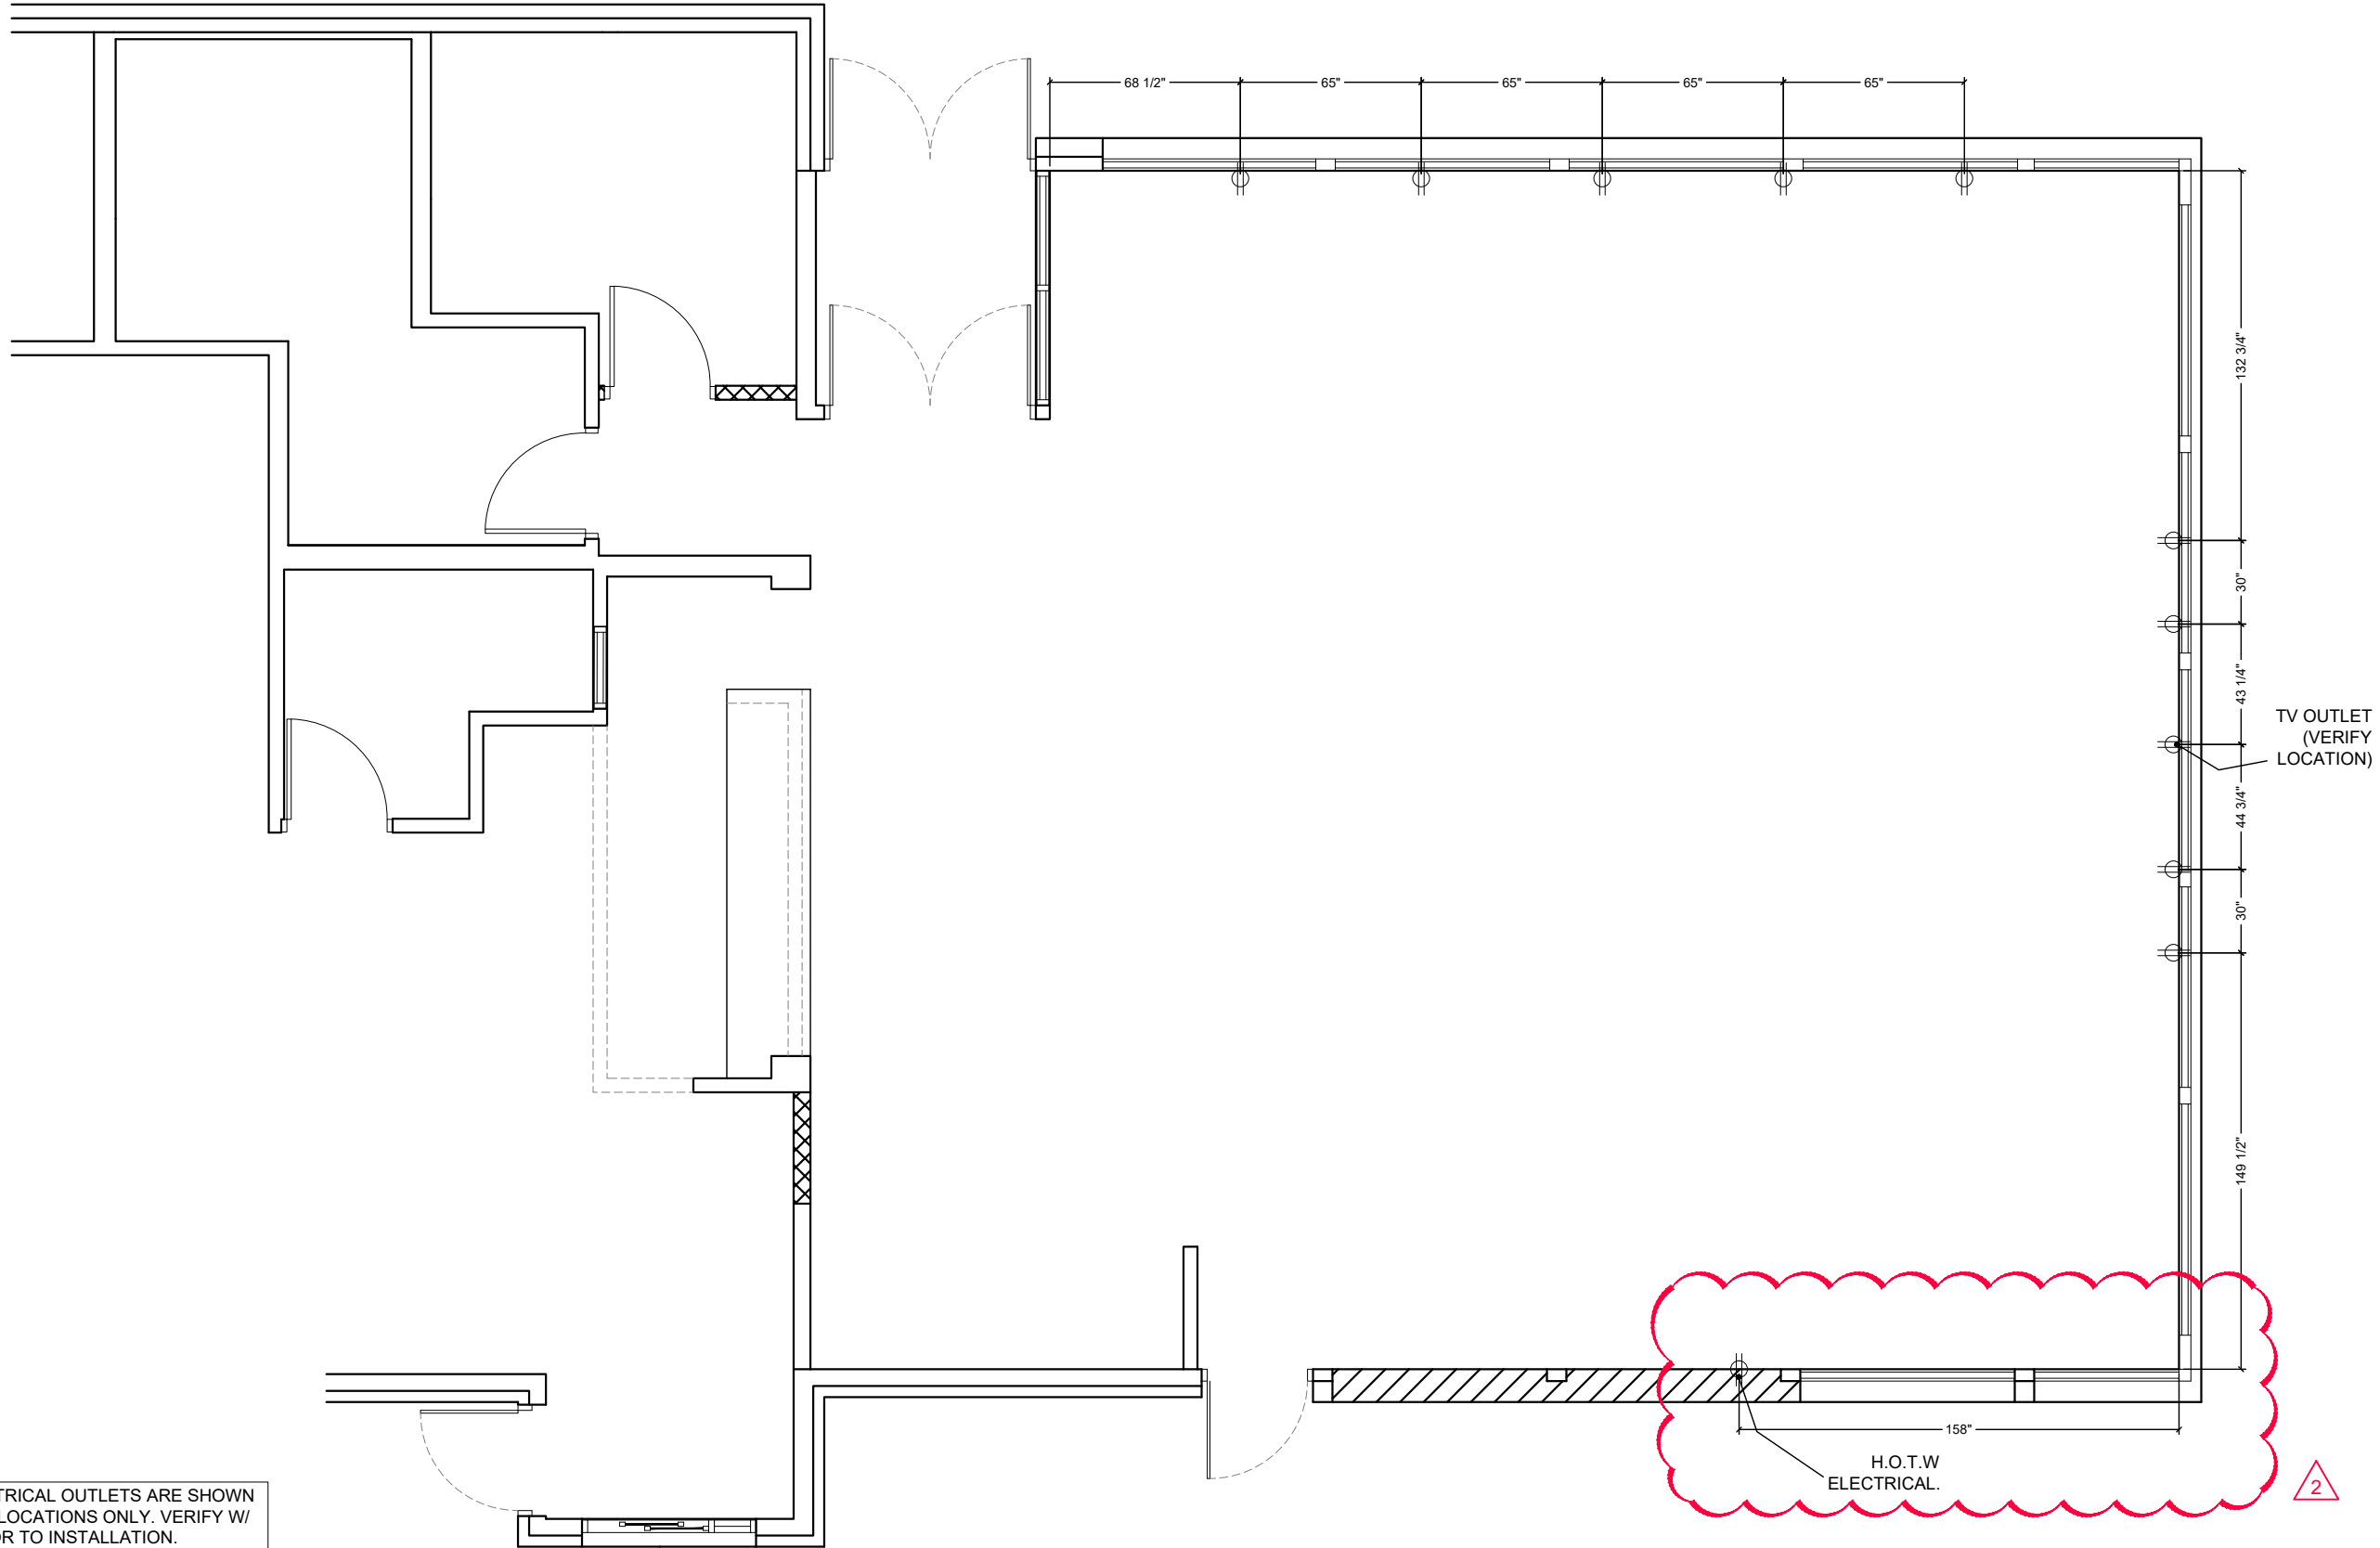 68 1/2"
65"
65"
65"
65"
132 3/4"
30"
43 1/4"
TV OUTLET
(VERIFY
LOCATION)
44 3/4"
30"
149 1/2"
158"
H.O.T.W
ELECTRICAL.
2
TRICAL OUTLETS ARE SHOWN
LOCATIONS ONLY. VERIFY W/
OR TO INSTALLATION.